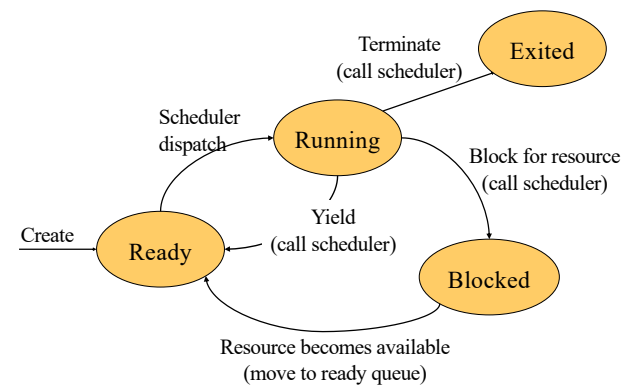 Terminate
(call scheduler)
Exited
Scheduler
dispatch
Running
Block for resource
(call scheduler)
Yield
(call scheduler)
Create
Ready
Blocked
Resource becomes available
(move to ready queue)